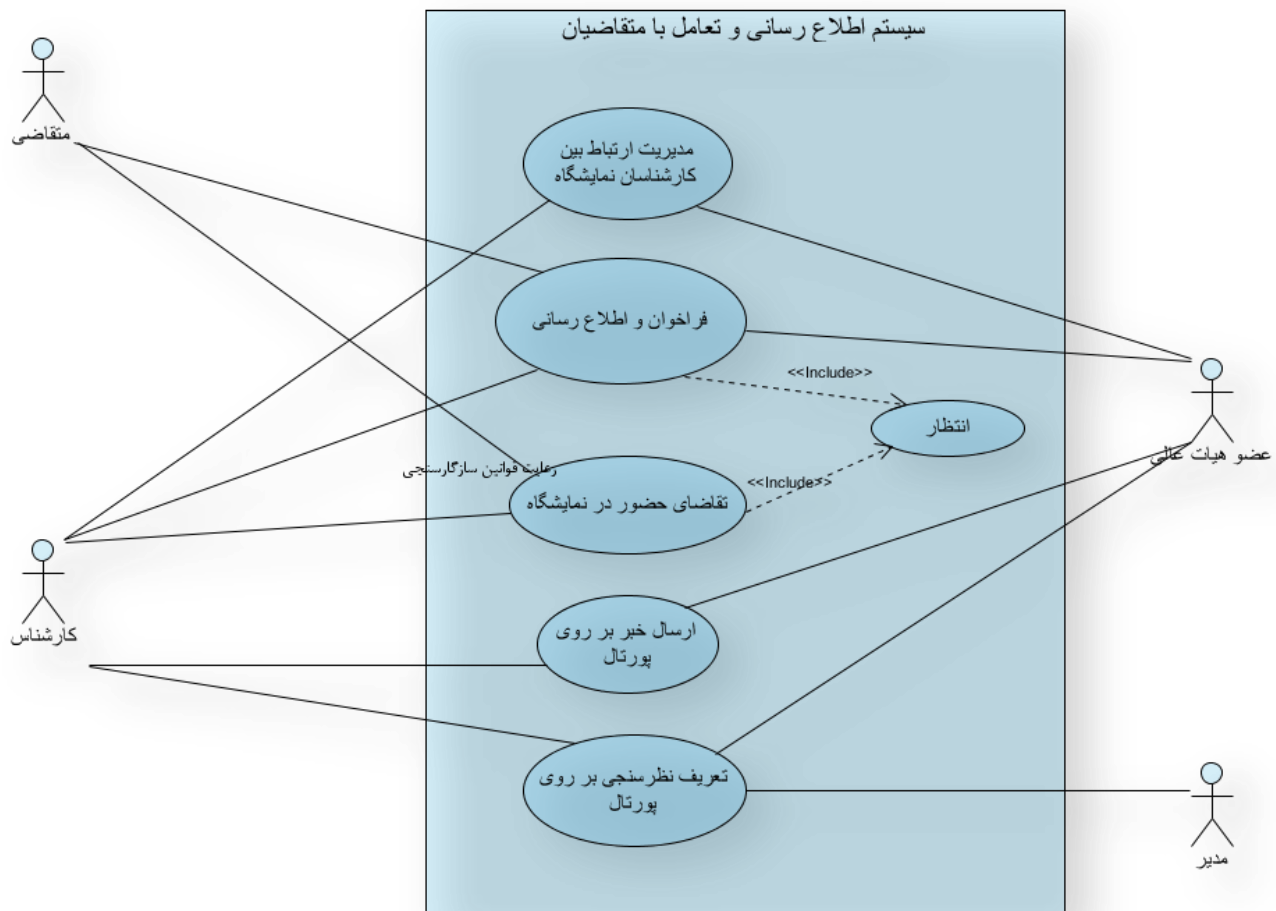 سیستم اطلاع رسانی و تعامل با متقاضیان
متقاضی
مدیریت ارتباط بین
کارشناسان نمایشگاه
فراخوان و اطلاع رسانی
<<Include>>
انتظار
عضو هیات عالی
رعایت قوانین سازگارسنجی
<<Include>>
تقاضای حضور در نمایشگاه
کارشناس
ارسال خبر بر روی
پورتال
تعریف نظرسنجی بر روی
پورتال
مدیر